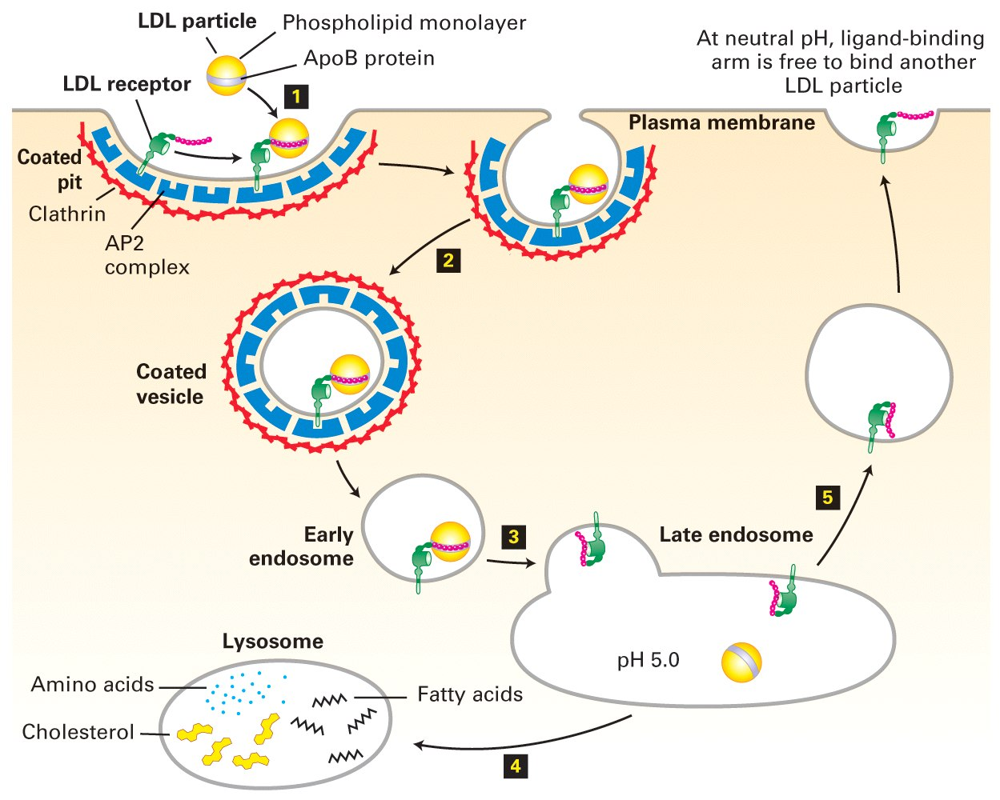 LDL particle
Phospholipid monolayer
ApoB protein
LDL receptor
1
At neutral pH, ligand-binding
arm is free to bind another
LDL particle
Plasma membrane
Coated
pit
Clathrin
AP2
complex
2
Coated
vesicle
Early
endosome
3
Late endosome
5
pH 5.0
Lysosome
Amino acids
Fatty acids
Cholesterol
4